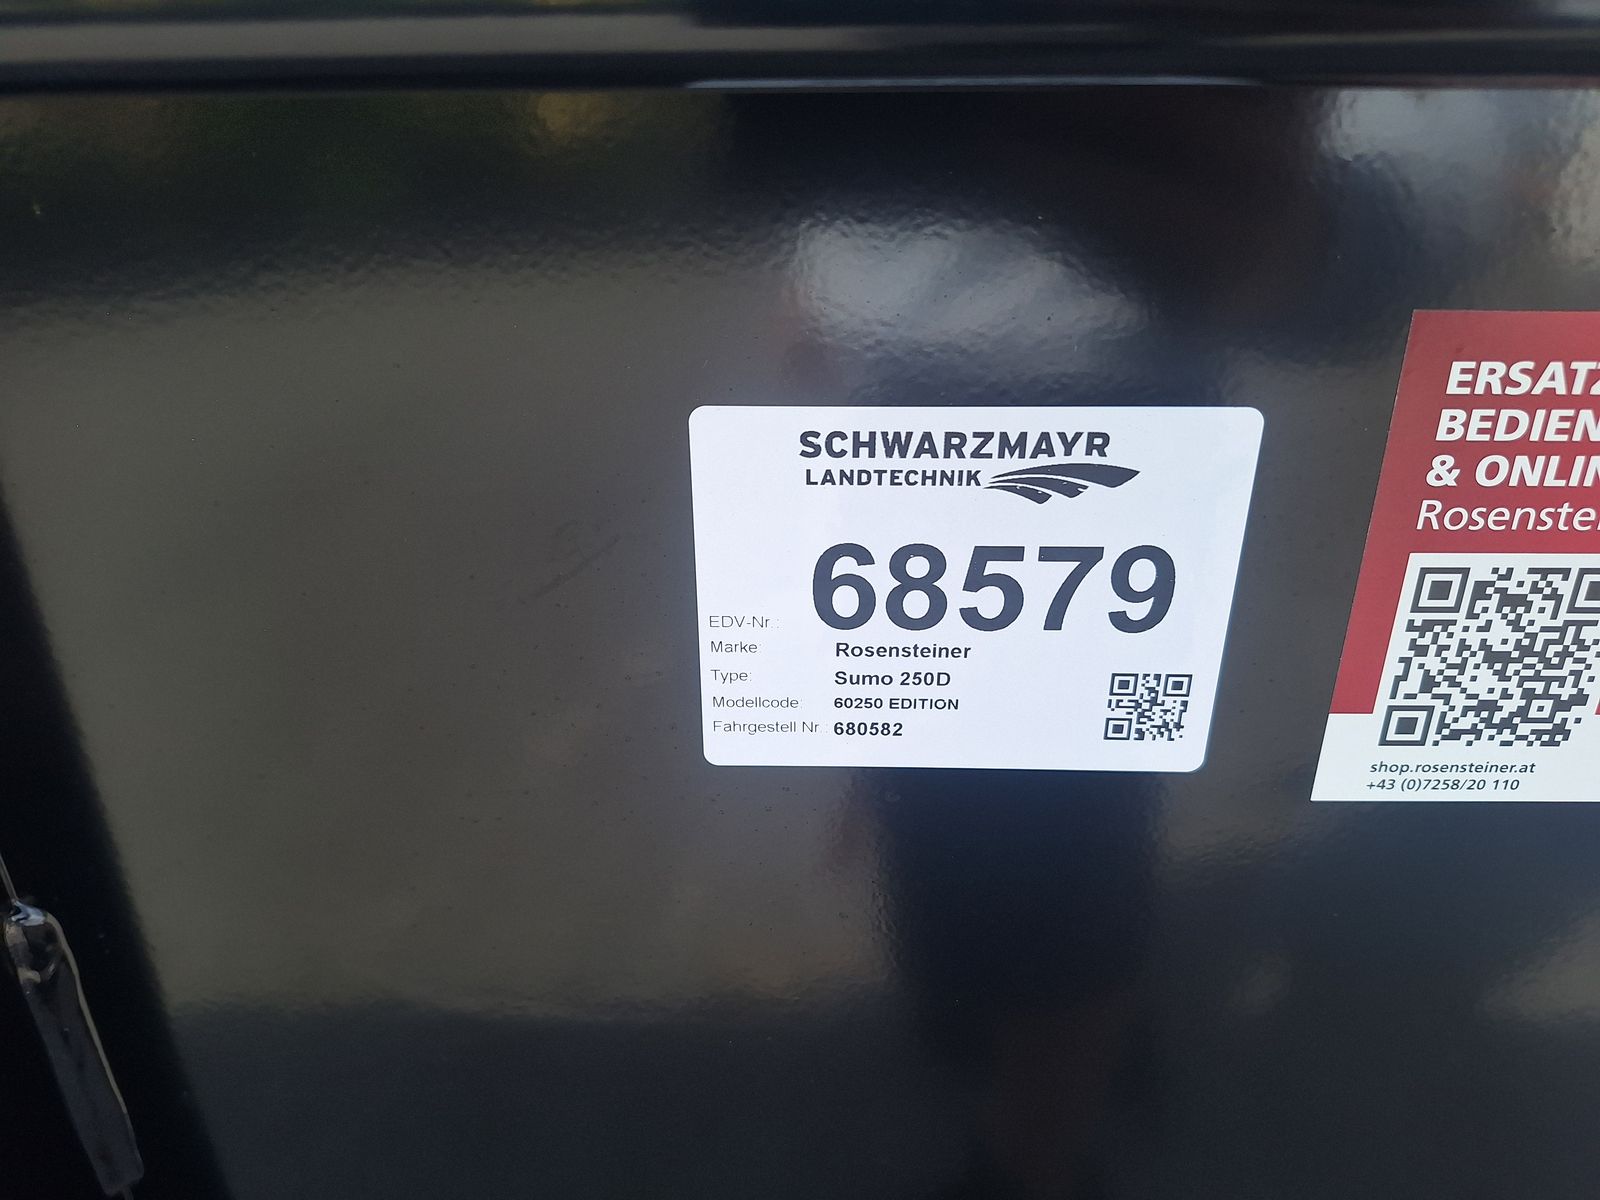 SCHWARZMAYR
LANDTECHNIK
EDV-Nr.: 68579
Marke: Rosensteiner
Type: Sumo 250D
Modellcode: 60250 EDITION
Fahrgestell Nr.: 680582
ERSATZ
BEDIEN
& ONLIN
Rosenstei
shop.rosensteiner.at
+43 (0)7258/20 110